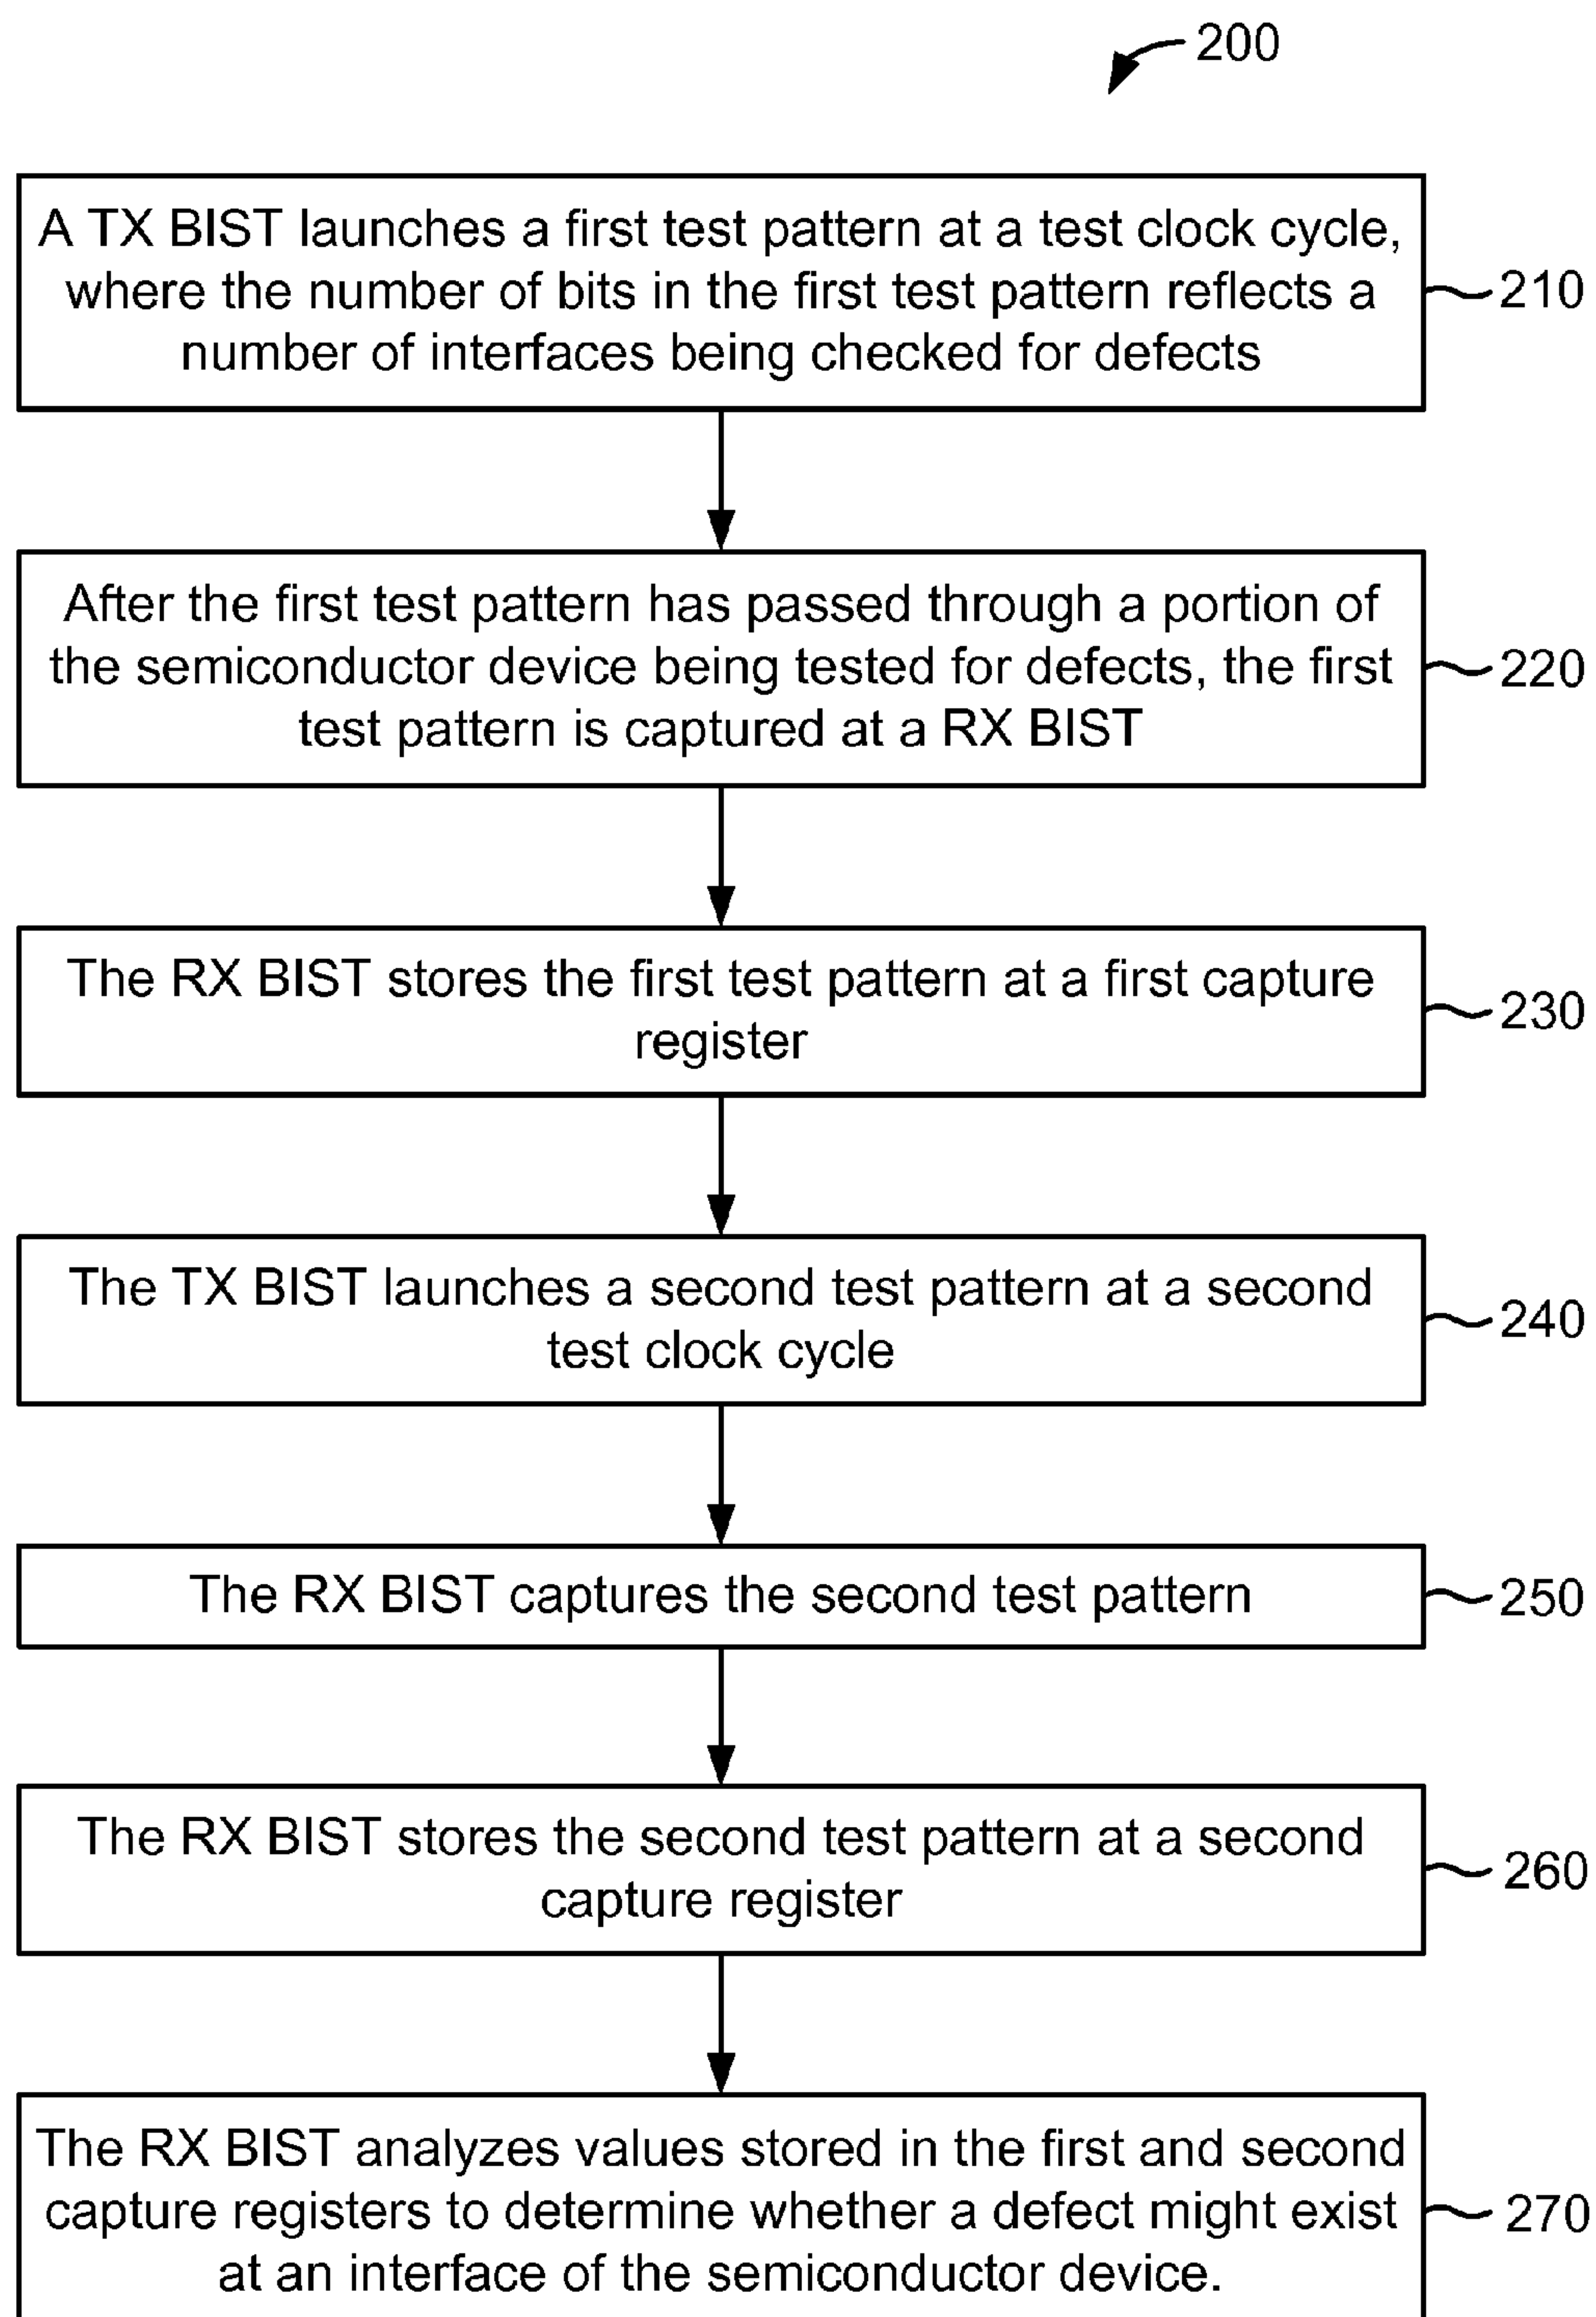 200
A TX BIST launches a first test pattern at a test clock cycle,
where the number of bits in the first test pattern reflects a
number of interfaces being checked for defects
210
After the first test pattern has passed through a portion of
the semiconductor device being tested for defects, the first
test pattern is captured at a RX BIST
220
The RX BIST stores the first test pattern at a first capture
register
230
The TX BIST launches a second test pattern at a second
test clock cycle
240
The RX BIST captures the second test pattern
250
The RX BIST stores the second test pattern at a second
capture register
260
The RX BIST analyzes values stored in the first and second
capture registers to determine whether a defect might exist
at an interface of the semiconductor device.
270